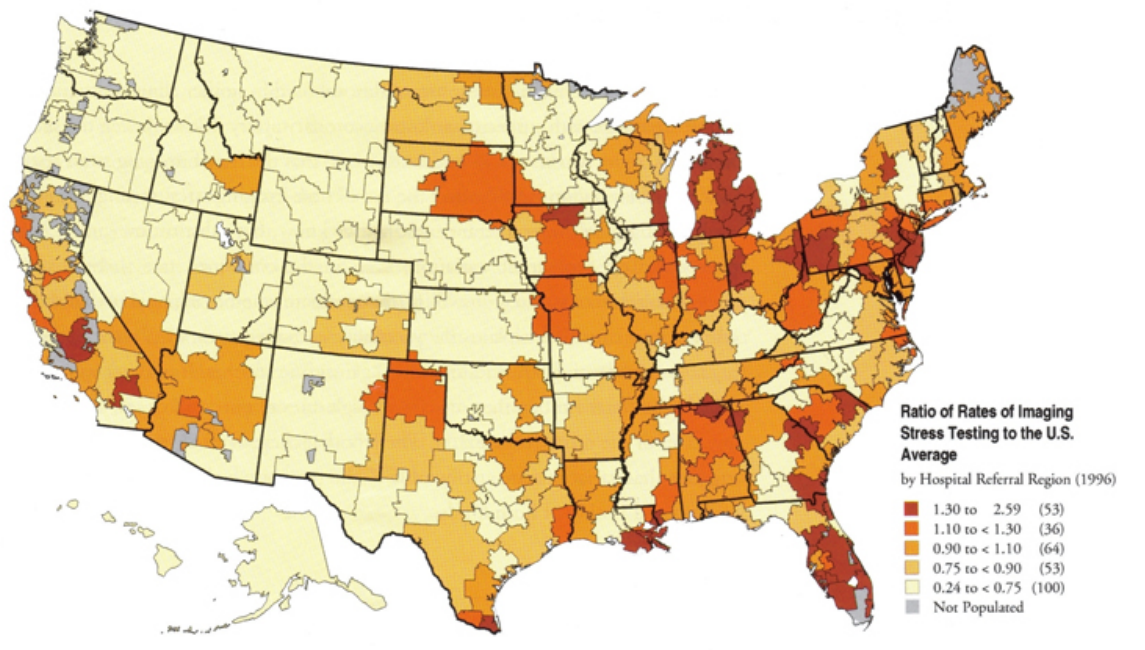 Ratio of Rates of Imaging
Stress Testing to the U.S.
Average
by Hospital Referral Region (1996)
1.30 to 2.59 (53)
1.10 to < 1.30 (36)
0.90 to < 1.10 (64)
0.75 to < 0.90 (53)
0.24 to < 0.75 (100)
Not Populated